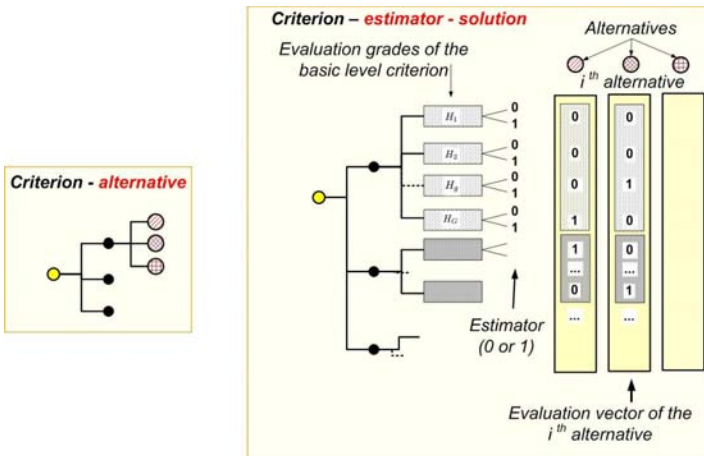 Criterion – estimator - solution
Evaluation grades of the
basic level criterion
Alternatives
i th alternative
H1
0
1
H2
0
1
Hg
0
1
HG
0
1
0
0
0
1
1
...
0
...
0
0
1
0
0
...
1
...
Estimator
(0 or 1)
Evaluation vector of the
i th alternative
Criterion - alternative